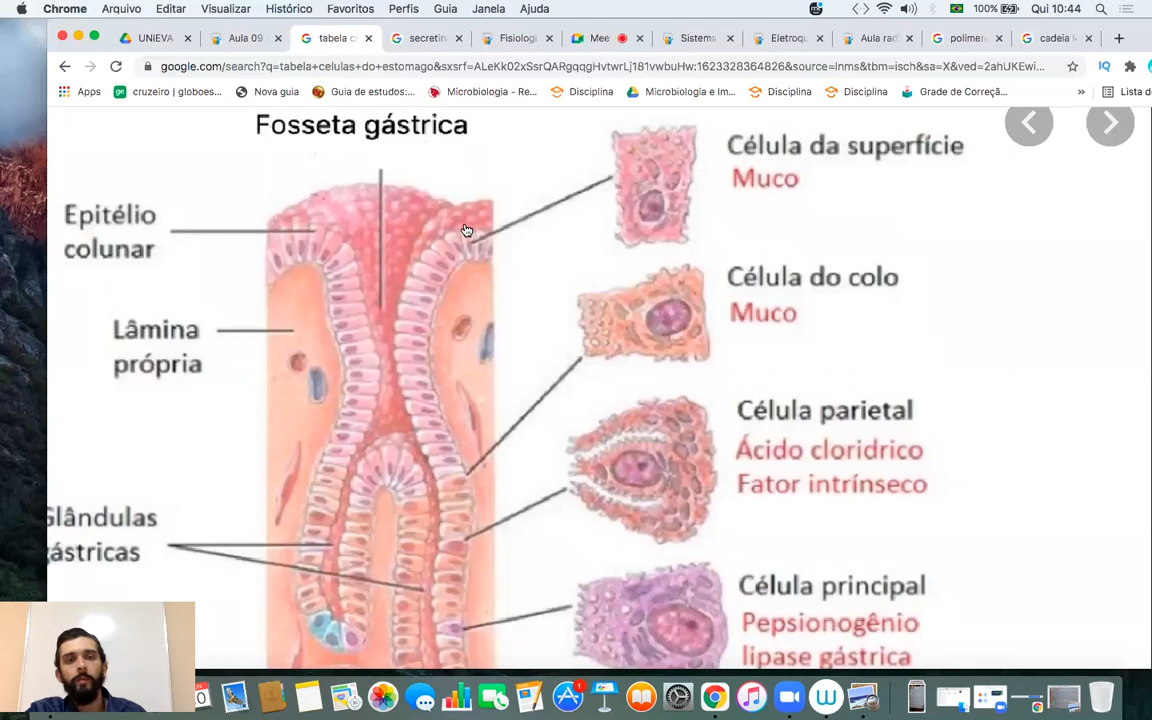 Chrome Arquivo Editar Visualizar Histórico Favoritos Perfis Guia Janela Ajuda 100% Qui 10:44
UNIEVA Aula 09 tabela c secretin Fisiologi Mee Sistema Eletroqu Aula rad polimer cadeia l
google.com/search?q=tabela+celulas+do+estomago&sxsrf=ALeKk02xSsrQARgqqgHvtwrLj181vwbuHw:1623328364826&source=lnms&tbm=isch&sa=X&ved=2ahUKEwi...
Apps cruzeiro | globoes... Nova guia Guia de estudos:... Microbiologia - Re... Disciplina Microbiologia e Im... Disciplina Disciplina Grade de Correçã... » Lista d
Fosseta gástrica
Célula da superfície
Muco
Epitélio
colunar
Célula do colo
Muco
Lâmina
própria
Célula parietal
Ácido cloridrico
Fator intrínseco
Glândulas
gástricas
Célula principal
Pepsionogênio
lipase gástrica